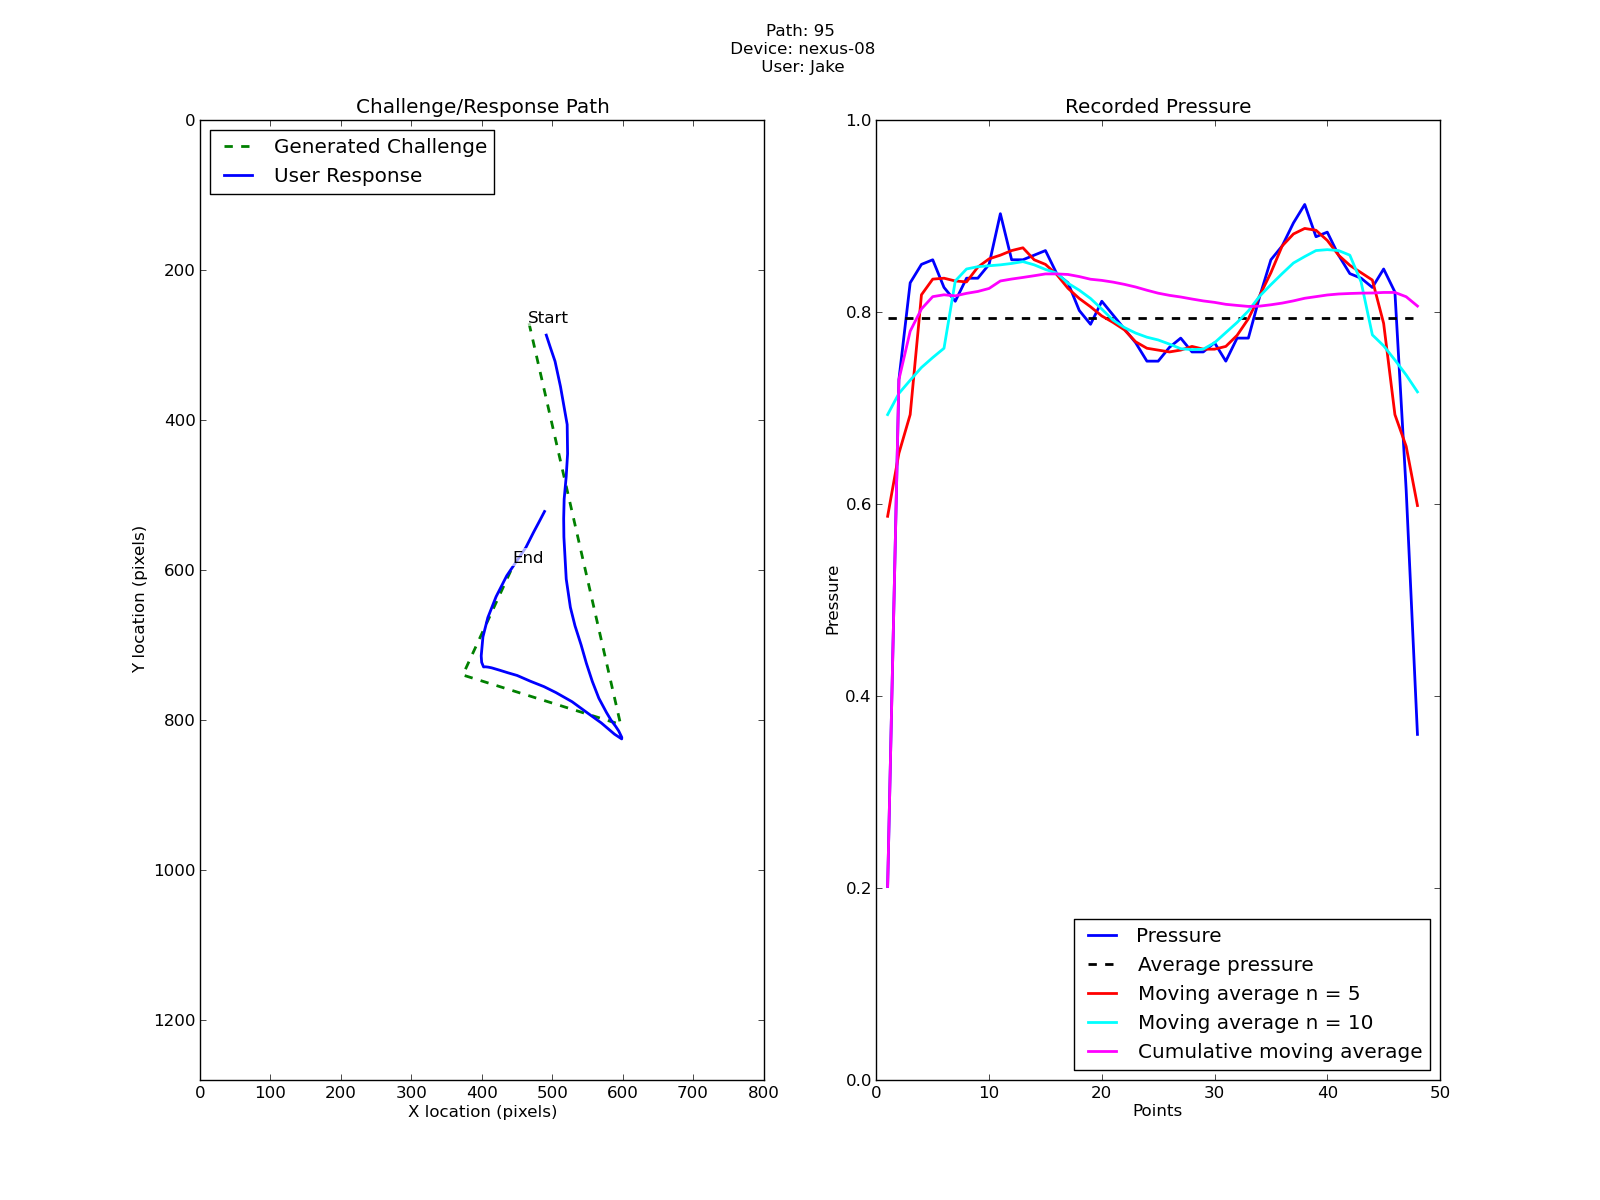 Path: 95
Device: nexus-08
User: Jake
Challenge/Response Path
Generated Challenge
User Response
Start
End
0
200
400
600
800
1000
1200
Y location (pixels)
0 100 200 300 400 500 600 700 800
X location (pixels)
Recorded Pressure
1.0
0.8
0.6
0.4
0.2
0.0
Pressure
Pressure
Average pressure
Moving average n = 5
Moving average n = 10
Cumulative moving average
0 10 20 30 40 50
Points